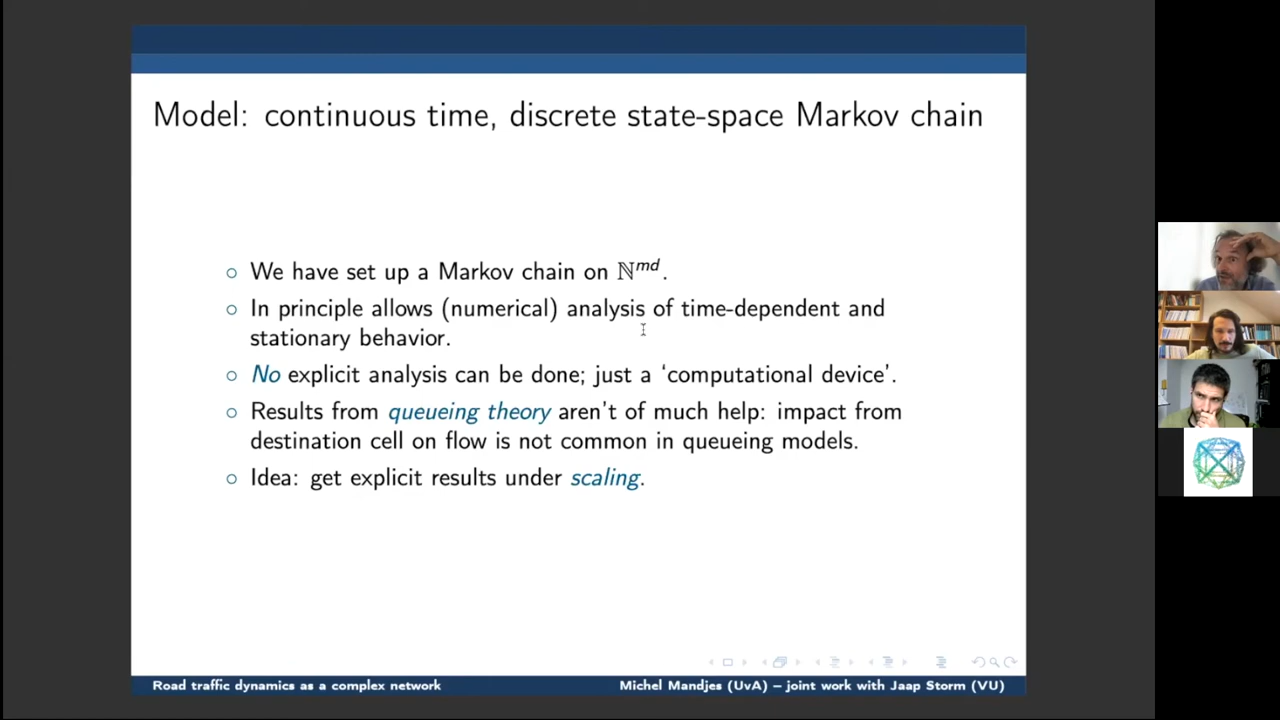 Model: continuous time, discrete state-space Markov chain
We have set up a Markov chain on ℕᵐᵈ.
In principle allows (numerical) analysis of time-dependent and
stationary behavior.
No explicit analysis can be done; just a ‘computational device’.
Results from queueing theory aren't of much help: impact from
destination cell on flow is not common in queueing models.
Idea: get explicit results under scaling.
Road traffic dynamics as a complex network
Michel Mandjes (UvA) – joint work with Jaap Storm (VU)